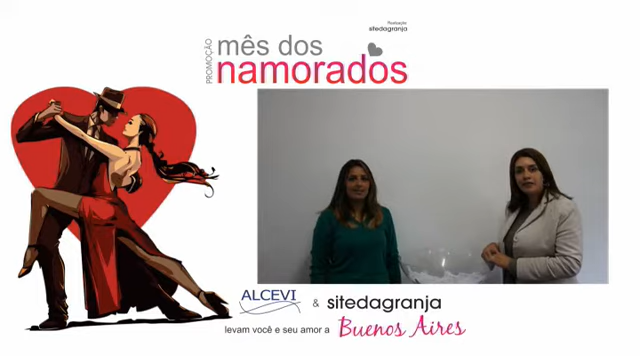 Realização
sitedagranja
PROMOÇÃO
mês dos
namorados
ALCEVI & sitedagranja
levam você e seu amor a Buenos Aires